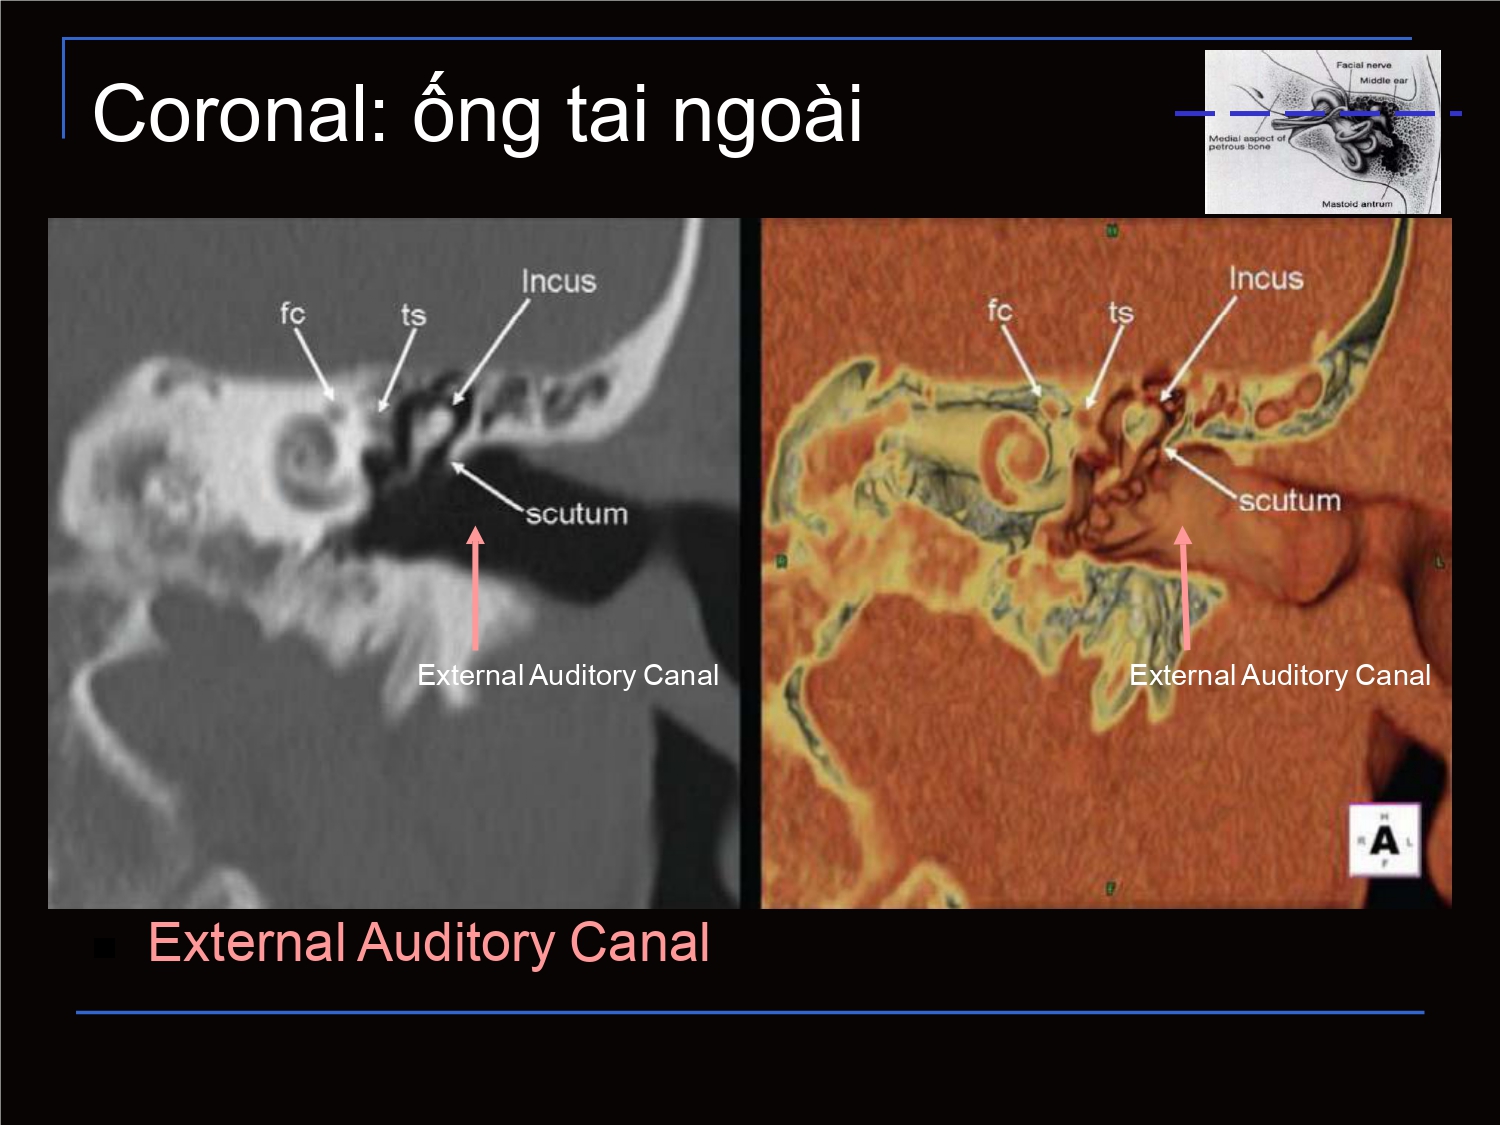 Coronal: ống tai ngoài
Facial nerve
Middle ear
Medial aspect of
petrous bone
Mastoid antrum
Incus
fc
ts
scutum
External Auditory Canal
H
Incus
fc
ts
scutum
R
L
External Auditory Canal
H
R A L
F
F
External Auditory Canal